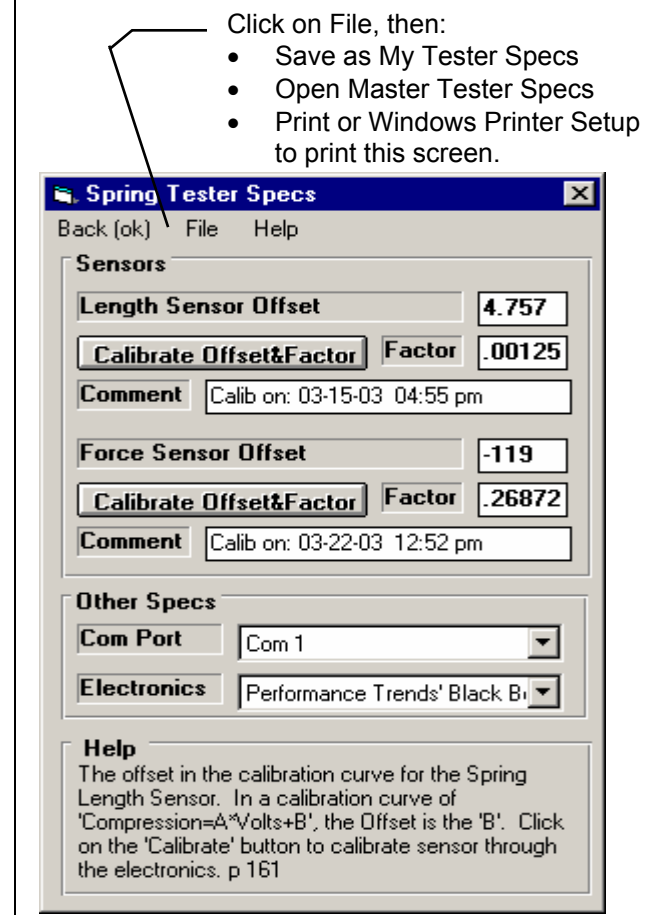 Click on File, then:
• Save as My Tester Specs
• Open Master Tester Specs
• Print or Windows Printer Setup
to print this screen.
Spring Tester Specs
Back (ok) File Help
Sensors
Length Sensor Offset 4.757
Calibrate Offset&Factor Factor .00125
Comment Calib on: 03-15-03 04:55 pm
Force Sensor Offset -119
Calibrate Offset&Factor Factor .26872
Comment Calib on: 03-22-03 12:52 pm
Other Specs
Com Port Com 1
Electronics Performance Trends' Black
Help
The offset in the calibration curve for the Spring
Length Sensor. In a calibration curve of
'Compression=A*Volts+B', the Offset is the 'B'. Click
on the 'Calibrate' button to calibrate sensor through
the electronics. p 161